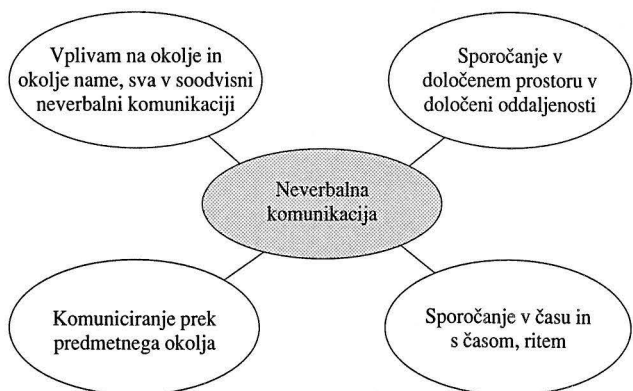 Vplivam na okolje in
okolje name, sva v soodvisni
neverbalni komunikaciji
Sporočanje v
določenem prostoru v
določeni oddaljenosti
Neverbalna
komunikacija
Komuniciranje prek
predmetnega okolja
Sporočanje v času in
s časom, ritem